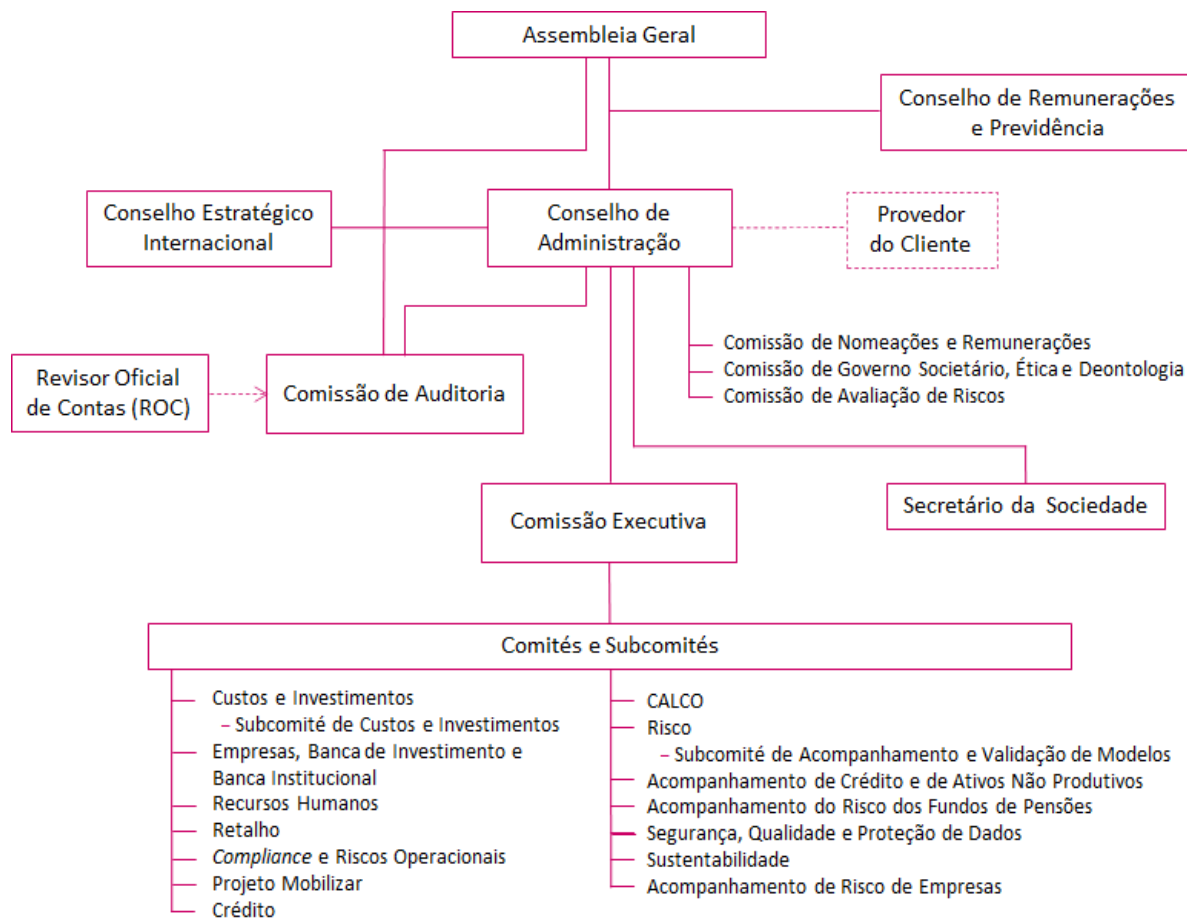 Assembleia Geral
Conselho de Remunerações
e Previdência
Conselho Estratégico
Internacional
Conselho de
Administração
Provedor
do Cliente
Comissão de Nomeações e Remunerações
Comissão de Governo Societário, Ética e Deontologia
Comissão de Avaliação de Riscos
Revisor Oficial
de Contas (ROC)
Comissão de Auditoria
Comissão Executiva
Secretário da Sociedade
Comités e Subcomités
Custos e Investimentos
– Subcomité de Custos e Investimentos
Empresas, Banca de Investimento e
Banca Institucional
Recursos Humanos
Retalho
Compliance e Riscos Operacionais
Projeto Mobilizar
Crédito
CALCO
Risco
– Subcomité de Acompanhamento e Validação de Modelos
Acompanhamento de Crédito e de Ativos Não Produtivos
Acompanhamento do Risco dos Fundos de Pensões
Segurança, Qualidade e Proteção de Dados
Sustentabilidade
Acompanhamento de Risco de Empresas